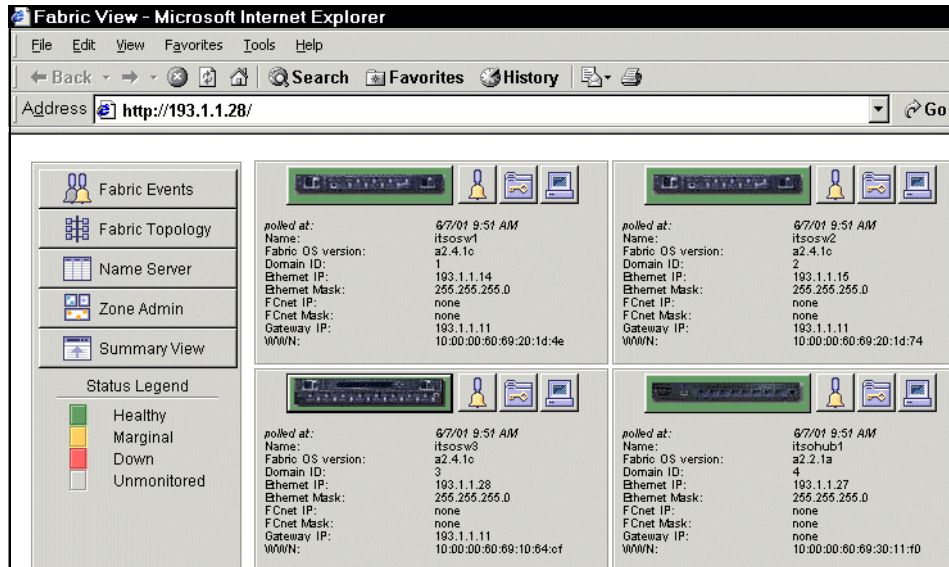 Fabric View - Microsoft Internet Explorer
File Edit View Favorites Tools Help
Back Search Favorites History
Address http://193.1.1.28/ Go
Fabric Events
Fabric Topology
Name Server
Zone Admin
Summary View
Status Legend
Healthy
Marginal
Down
Unmonitored
polled at: 6/7/01 9:51 AM
Name: itsosw1
Fabric OS version: a2.4.1c
Domain ID: 1
Ethernet IP: 193.1.1.14
Ethernet Mask: 255.255.255.0
FCnet IP: none
FCnet Mask: none
Gateway IP: 193.1.1.11
WWN: 10:00:00:60:69:20:1d:4e
polled at: 6/7/01 9:51 AM
Name: itsosw2
Fabric OS version: a2.4.1c
Domain ID: 2
Ethernet IP: 193.1.1.15
Ethernet Mask: 255.255.255.0
FCnet IP: none
FCnet Mask: none
Gateway IP: 193.1.1.11
WWN: 10:00:00:60:69:20:1d:74
polled at: 6/7/01 9:51 AM
Name: itsosw3
Fabric OS version: a2.4.1c
Domain ID: 3
Ethernet IP: 193.1.1.28
Ethernet Mask: 255.255.255.0
FCnet IP: none
FCnet Mask: none
Gateway IP: 193.1.1.11
WWN: 10:00:00:60:69:10:64:cf
polled at: 6/7/01 9:51 AM
Name: itsohub1
Fabric OS version: a2.2.1a
Domain ID: 4
Ethernet IP: 193.1.1.27
Ethernet Mask: 255.255.255.0
FCnet IP: none
FCnet Mask: none
Gateway IP: none
WWN: 10:00:00:60:69:30:11:f0